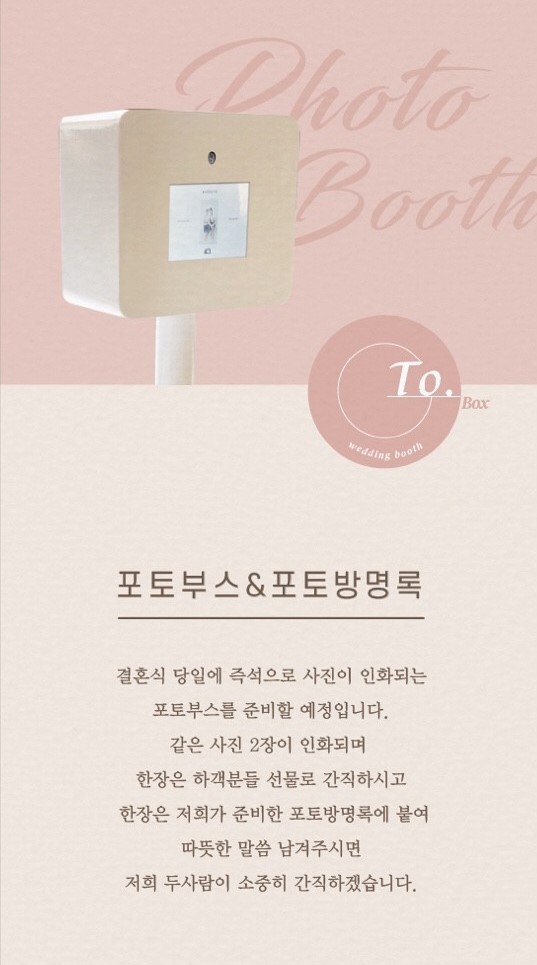 Photo
Booth
To.
Box
wedding booth
포토부스&포토방명록
결혼식 당일에 즉석으로 사진이 인화되는
포토부스를 준비할 예정입니다.
같은 사진 2장이 인화되며
한장은 하객분들 선물로 간직하시고
한장은 저희가 준비한 포토방명록에 붙여
따뜻한 말씀 남겨주시면
저희 두사람이 소중히 간직하겠습니다.